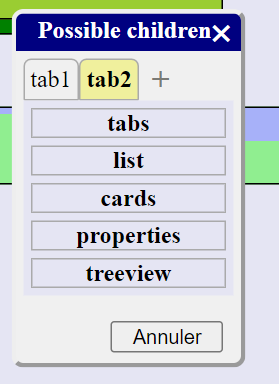 Possible children ×
tab1 tab2 +
tabs
list
cards
properties
treeview
Annuler